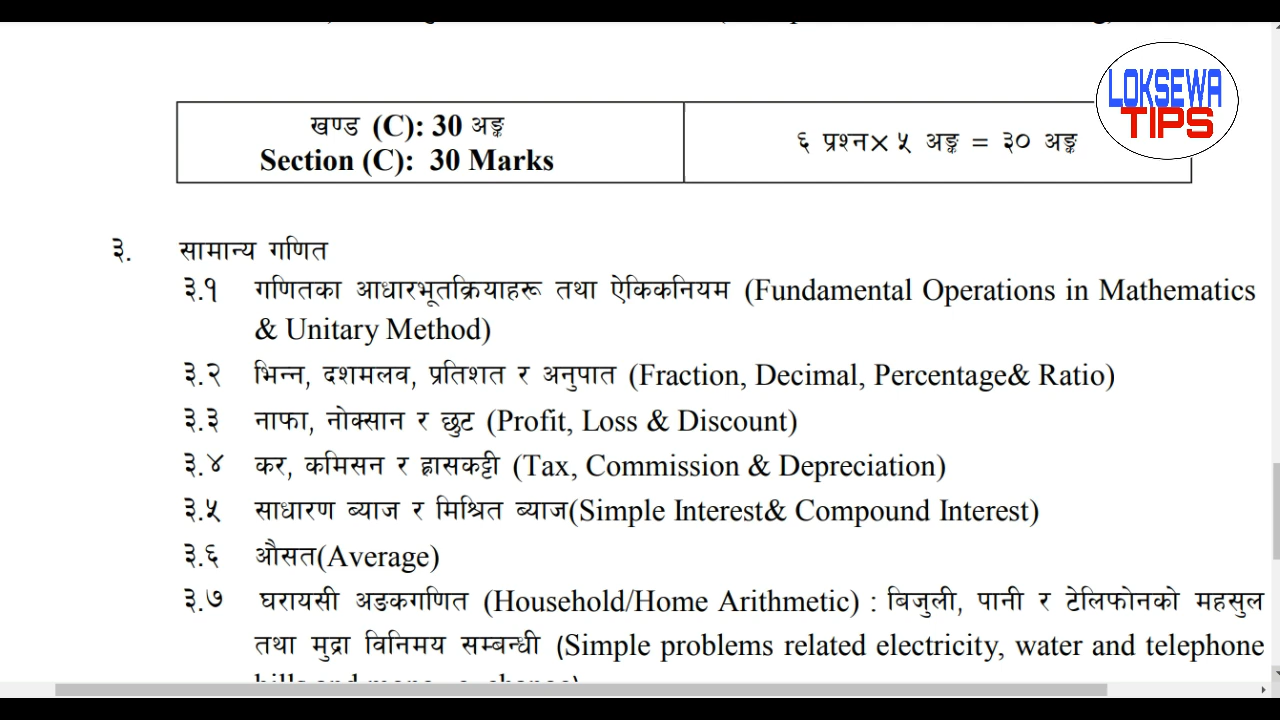 LOKSEWA
TIPS
खण्ड (C): 30 अङ्क
Section (C): 30 Marks
६ प्रश्न× ५ अङ्क = ३० अङ्क
३. सामान्य गणित
३.१ गणितका आधारभूतक्रियाहरू तथा ऐकिकनियम (Fundamental Operations in Mathematics
& Unitary Method)
३.२ भिन्न, दशमलव, प्रतिशत र अनुपात (Fraction, Decimal, Percentage& Ratio)
३.३ नाफा, नोक्सान र छुट (Profit, Loss & Discount)
३.४ कर, कमिसन र ह्रासकट्टी (Tax, Commission & Depreciation)
३.५ साधारण ब्याज र मिश्रित ब्याज(Simple Interest& Compound Interest)
३.६ औसत(Average)
३.७ घरायसी अङकगणित (Household/Home Arithmetic) : बिजुली, पानी र टेलिफोनको महसुल
तथा मुद्रा विनिमय सम्बन्धी (Simple problems related electricity, water and telephone